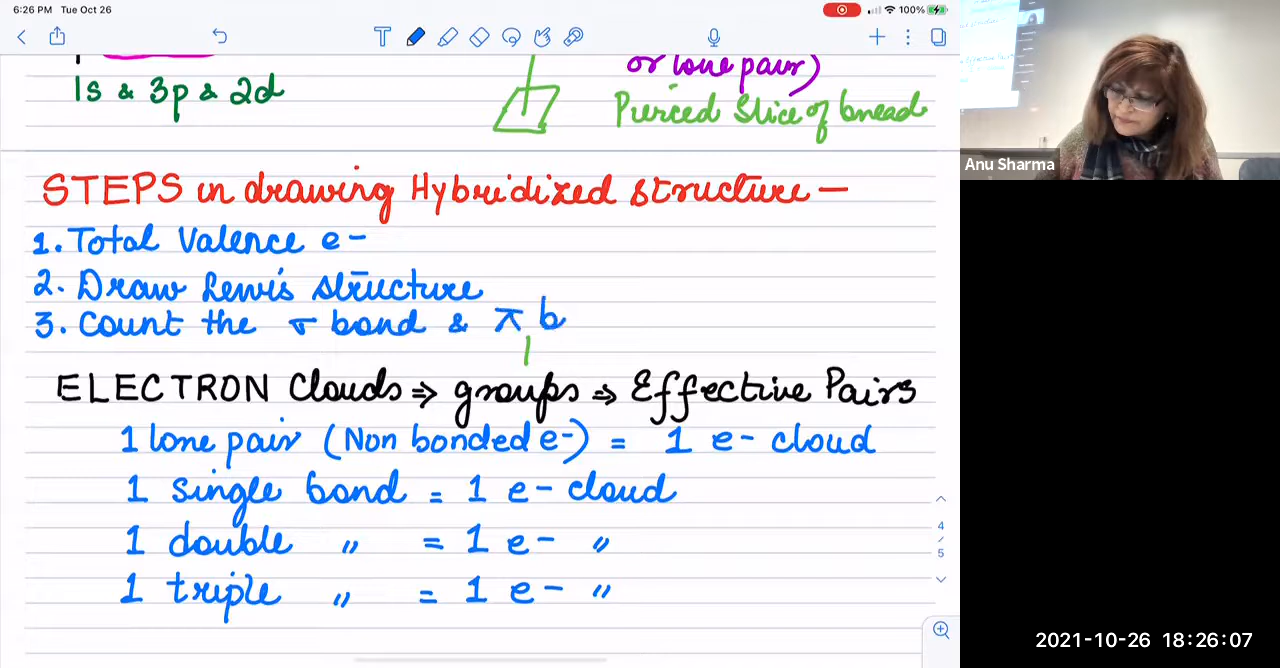 6:26 PM Tue Oct 26
100%
or lone pair)
1s & 3p & 2d
Pierced Slice of bread
Anu Sharma
STEPS in drawing Hybridized structure —
1. Total Valence e-
2. Draw Lewis structure
3. Count the σ bond & π b
ELECTRON Clouds ⇒ groups ⇒ Effective Pairs
1 lone pair (Non bonded e-) = 1 e- cloud
1 single bond = 1 e- cloud
1 double " = 1 e- "
1 triple " = 1 e- "
4/5
2021-10-26 18:26:07